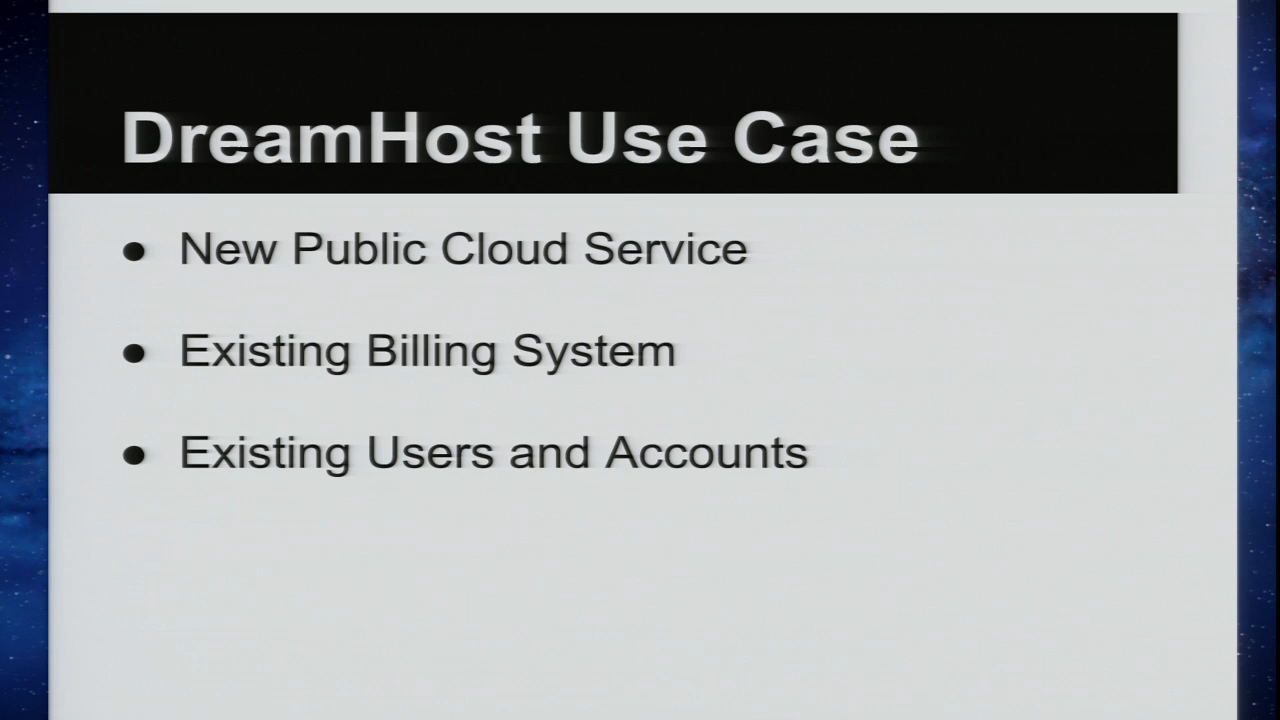 DreamHost Use Case
● New Public Cloud Service
● Existing Billing System
● Existing Users and Accounts